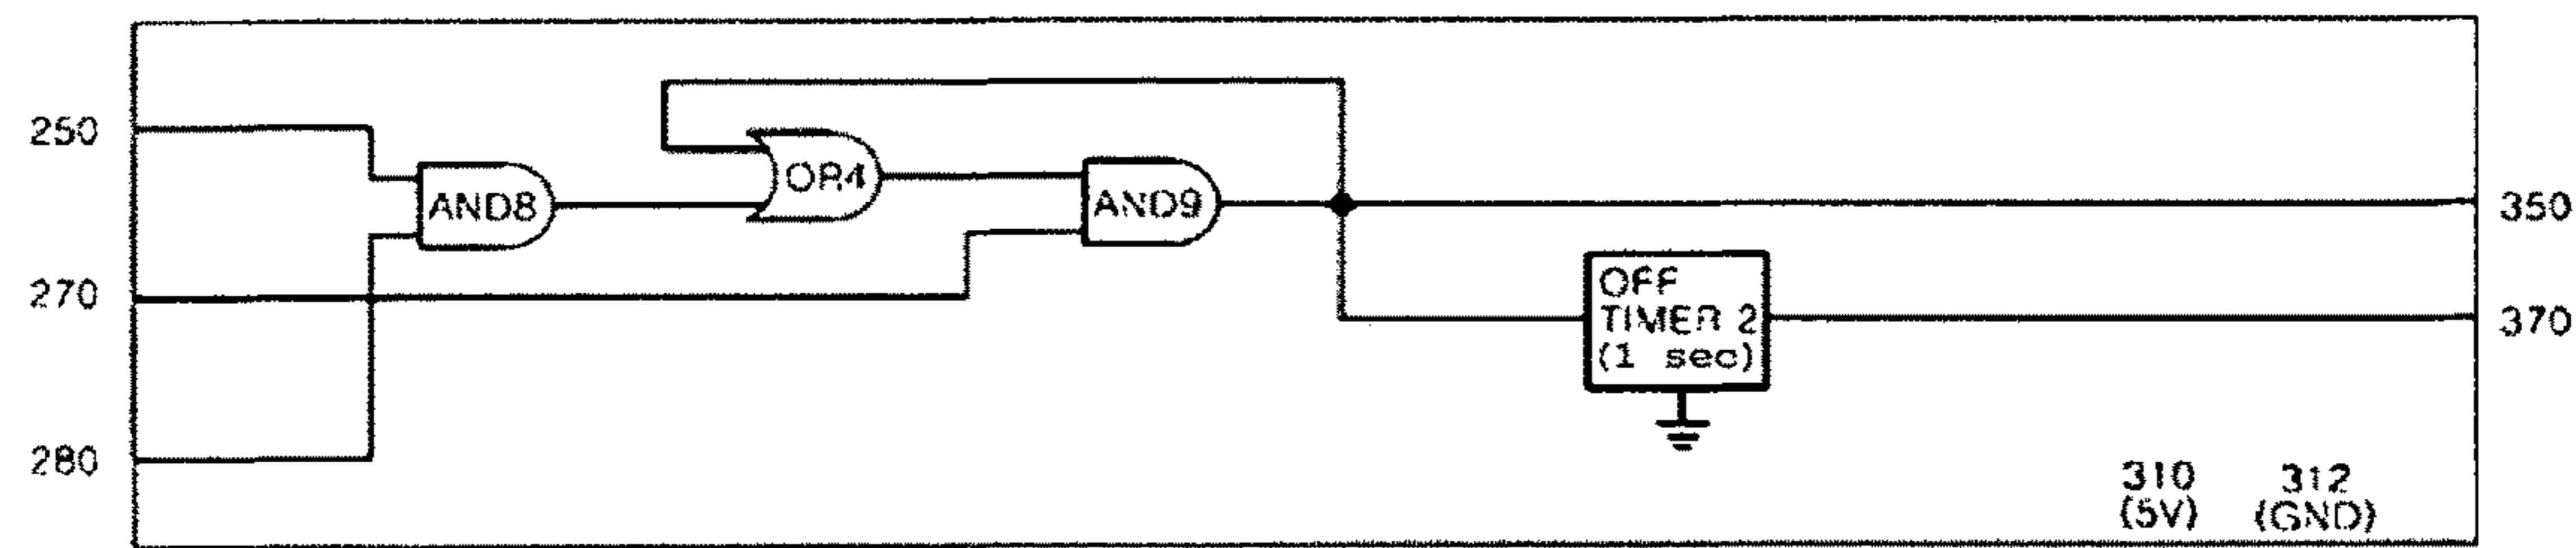 250
AND8
OR4
AND9
350
270
OFF
TIMER 2
(1 sec)
370
280
310
(5V)
312
(GND)